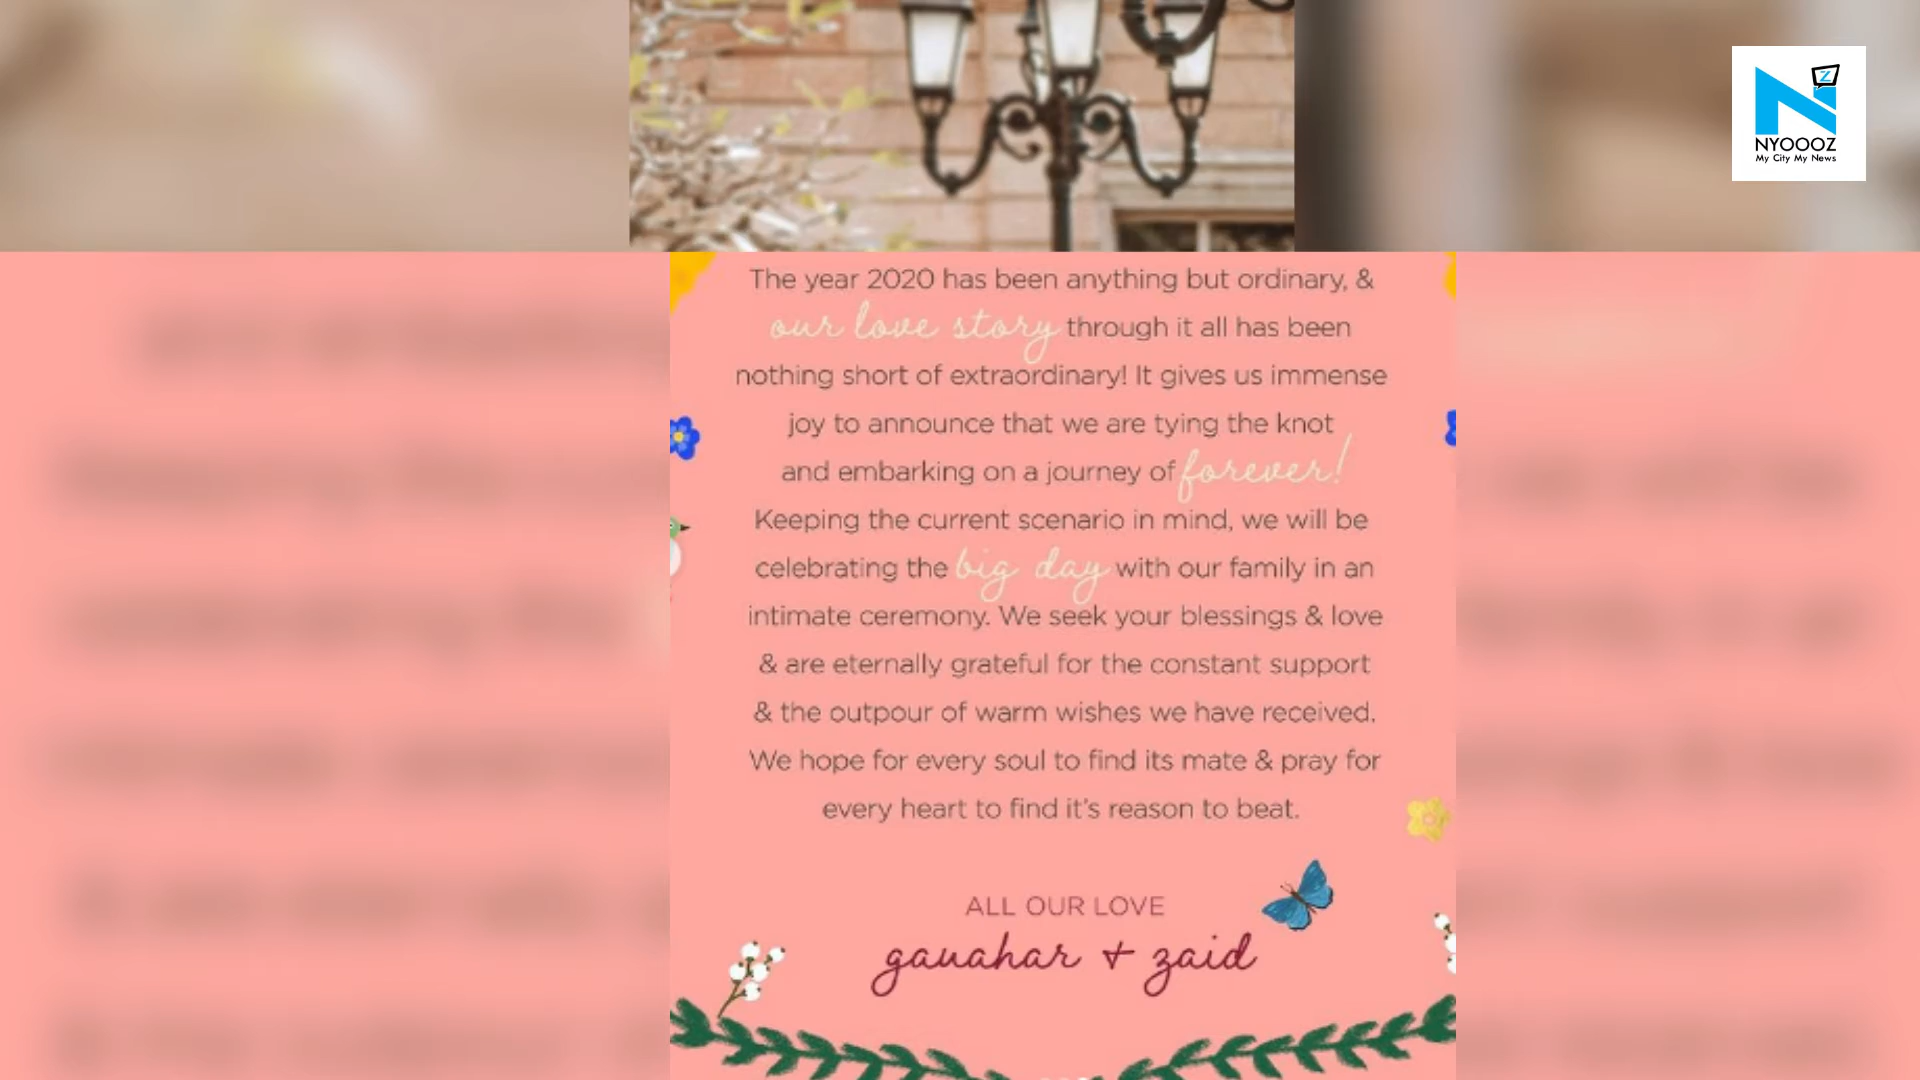 Z
NYOOOZ
My City My News
The year 2020 has been anything but ordinary, &
our love story through it all has been
nothing short of extraordinary! It gives us immense
joy to announce that we are tying the knot
and embarking on a journey of forever!
Keeping the current scenario in mind, we will be
celebrating the big day with our family in an
intimate ceremony. We seek your blessings & love
& are eternally grateful for the constant support
& the outpour of warm wishes we have received.
We hope for every soul to find its mate & pray for
every heart to find it's reason to beat.
ALL OUR LOVE
gauahar + zaid